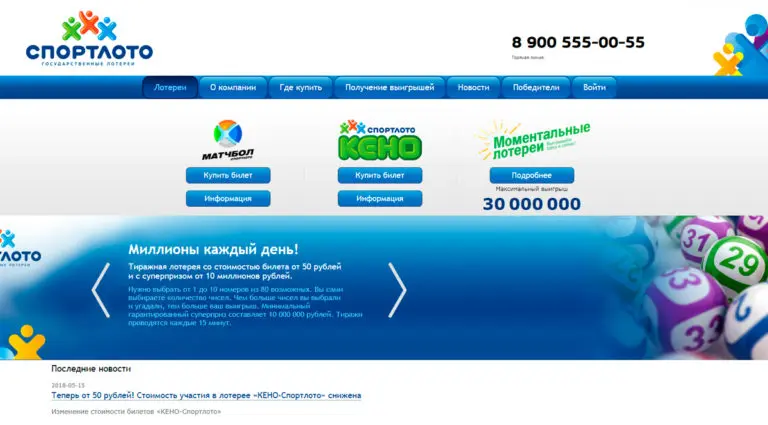 СПОРТЛОТО
ГОСУДАРСТВЕННЫЕ ЛОТЕРЕИ
8 900 555-00-55
Горячая линия
Лотереи О компании Где купить Получение выигрышей Новости Победители Войти
МАТЧБОЛ
СПОРТЛОТО
Купить билет
Информация
СПОРТЛОТО
КЕНО
Купить билет
Информация
Моментальные
лотереи
Подробнее
Максимальный выигрыш
30 000 000
ЛОТО
ЫЕ ЛОТЕРЕИ
Миллионы каждый день!
Тиражная лотерея со стоимостью билета от 50 рублей
и с суперпризом от 10 миллионов рублей.
Нужно выбрать от 1 до 10 номеров из 80 возможных. Вы сами
выбираете количество чисел. Чем больше чисел вы выбрали
и угадали, тем больше ваш выигрыш. Минимальный
гарантированный суперприз составляет 10 000 000 рублей. Тиражи
проводятся каждые 15 минут.
31
29
33
2
Последние новости
2018-05-15
Теперь от 50 рублей! Стоимость участия в лотерее «КЕНО-Спортлото» снижена
Изменение стоимости билетов «КЕНО-Спортлото»